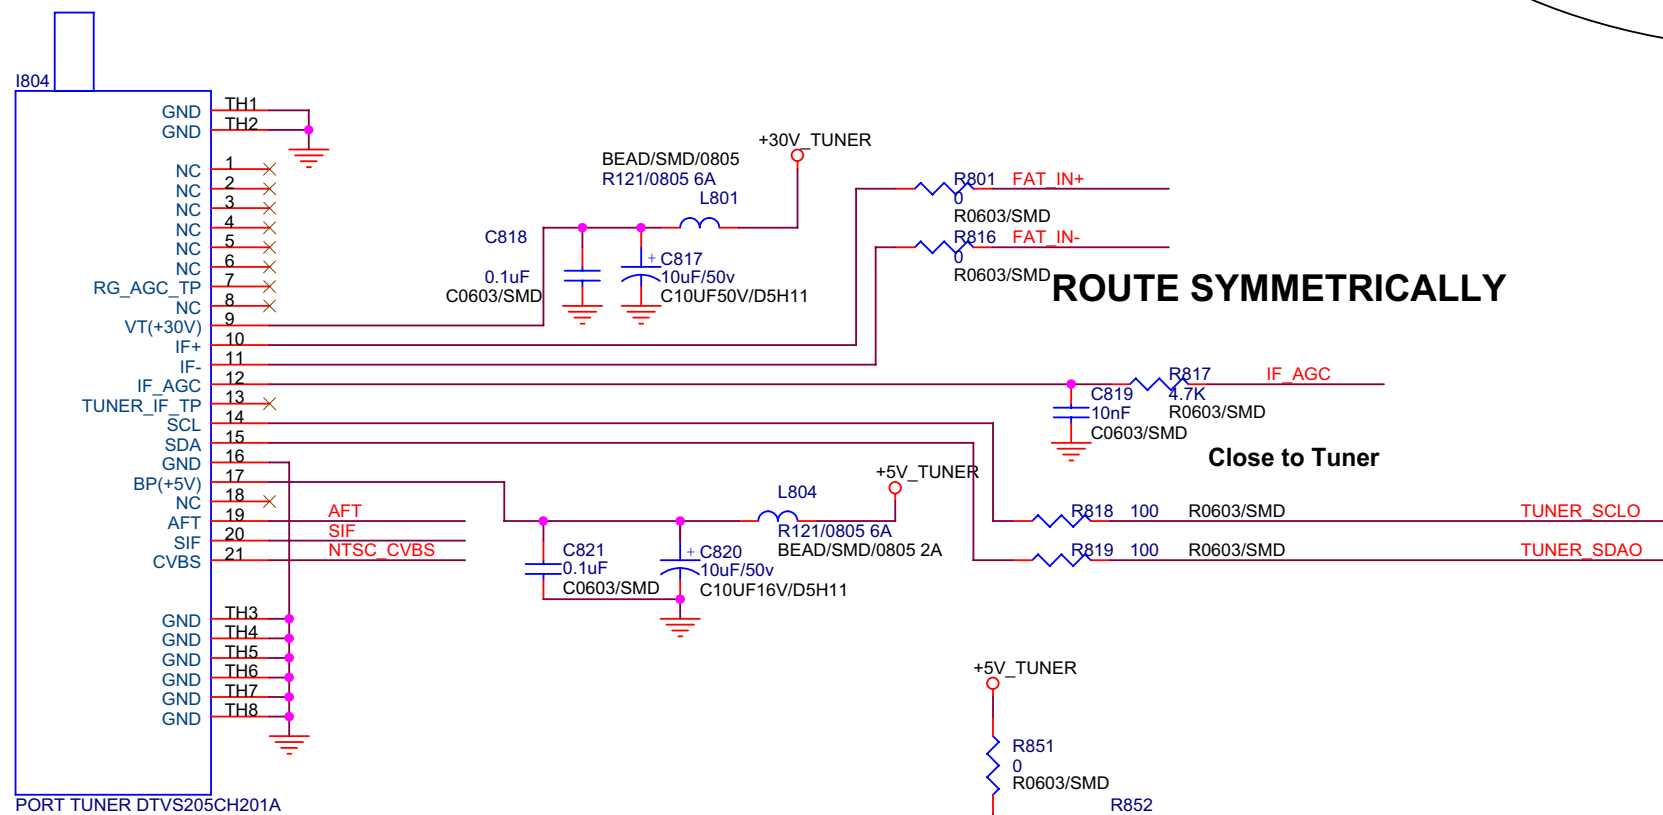 I804
GND TH1
GND TH2
NC 1
NC 2
NC 3
NC 4
NC 5
NC 6
RG_AGC_TP 7
NC 8
VT(+30V) 9
IF+ 10
IF- 11
IF_AGC 12
TUNER_IF_TP 13
SCL 14
SDA 15
GND 16
BP(+5V) 17
NC 18
AFT 19 AFT
SIF 20 SIF
CVBS 21 NTSC_CVBS
GND TH3
GND TH4
GND TH5
GND TH6
GND TH7
GND TH8
PORT TUNER DTVS205CH201A
+30V_TUNER
BEAD/SMD/0805
R121/0805 6A
L801
C818
0.1uF
C0603/SMD
+ C817
10uF/50v
C10UF50V/D5H11
R801 FAT_IN+
0
R0603/SMD
R816 FAT_IN-
0
R0603/SMD
ROUTE SYMMETRICALLY
R817 IF_AGC
4.7K
R0603/SMD
C819
10nF
C0603/SMD
Close to Tuner
+5V_TUNER
L804
R121/0805 6A
BEAD/SMD/0805 2A
C821
0.1uF
C0603/SMD
+ C820
10uF/50v
C10UF16V/D5H11
R818 100 R0603/SMD TUNER_SCLO
R819 100 R0603/SMD TUNER_SDAO
+5V_TUNER
R851
0
R0603/SMD
R852